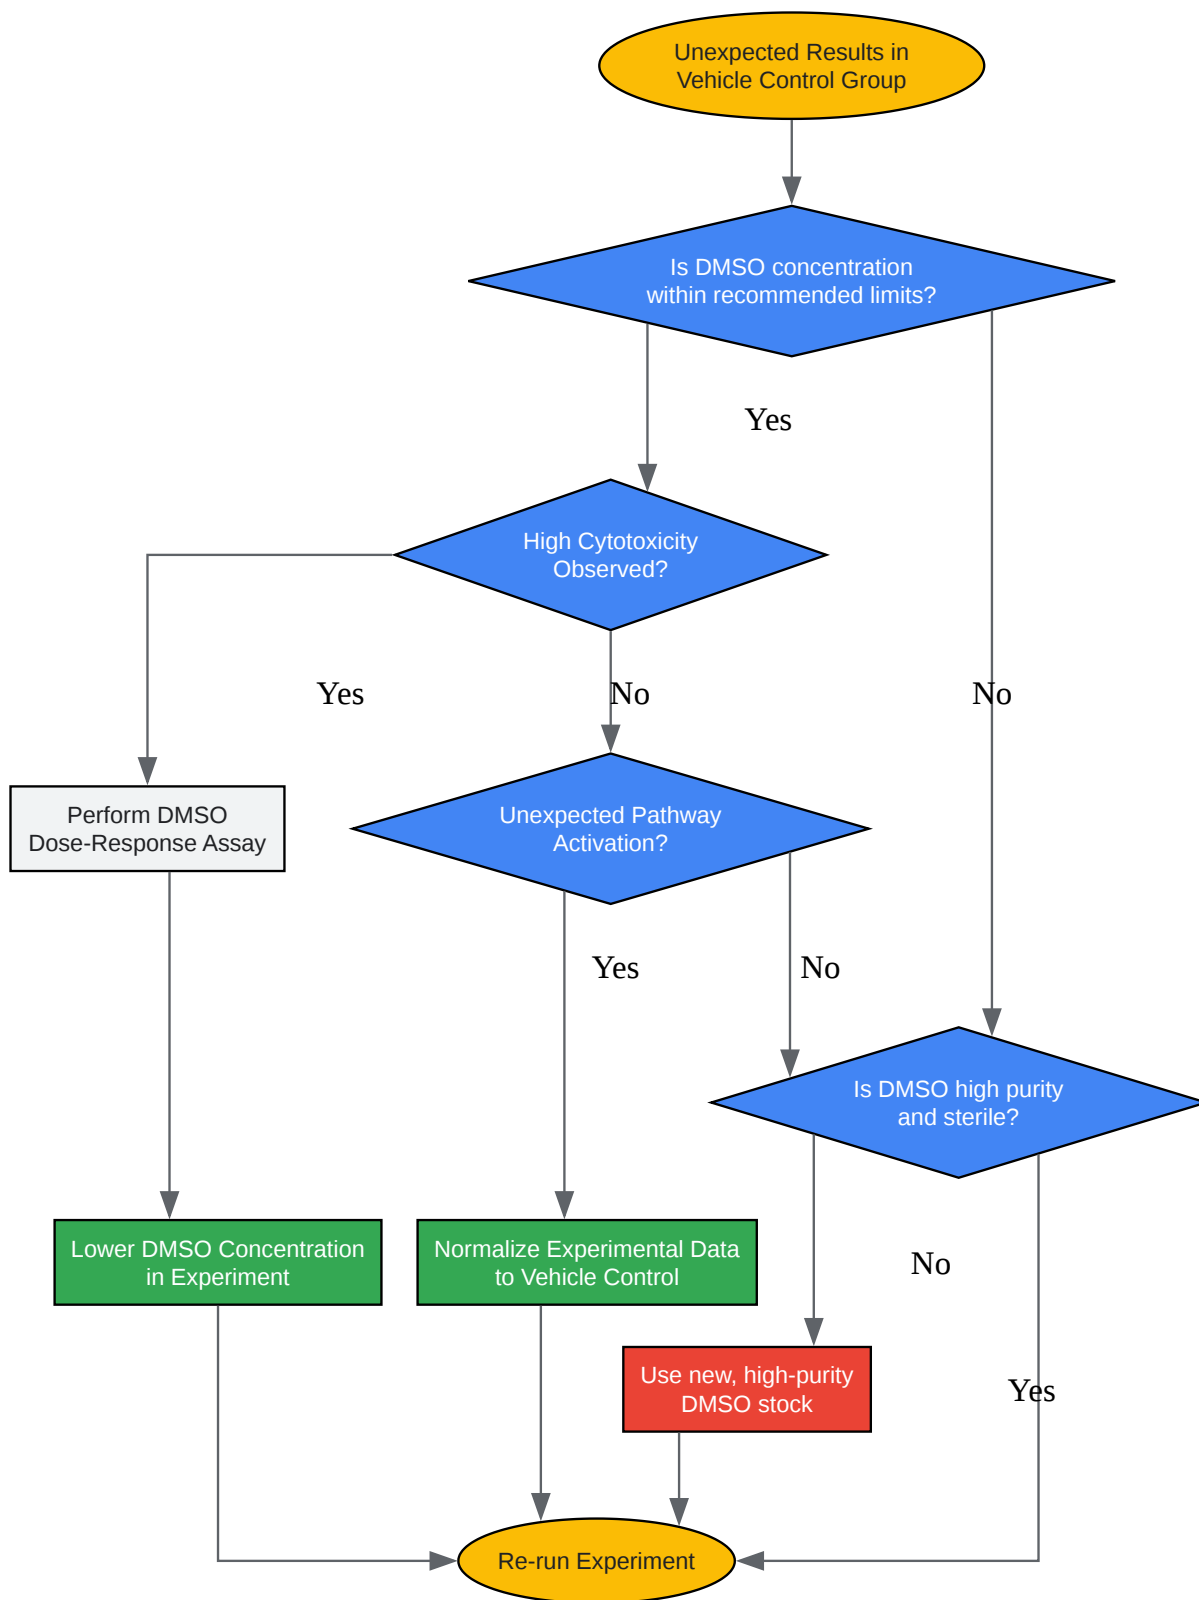 Unexpected Results in
Vehicle Control Group
Is DMSO concentration
within recommended limits?
Yes
High Cytotoxicity
Observed?
Yes
No
No
Perform DMSO
Dose-Response Assay
Unexpected Pathway
Activation?
Yes
No
Is DMSO high purity
and sterile?
Lower DMSO Concentration
in Experiment
Normalize Experimental Data
to Vehicle Control
No
Use new, high-purity
DMSO stock
Yes
Re-run Experiment